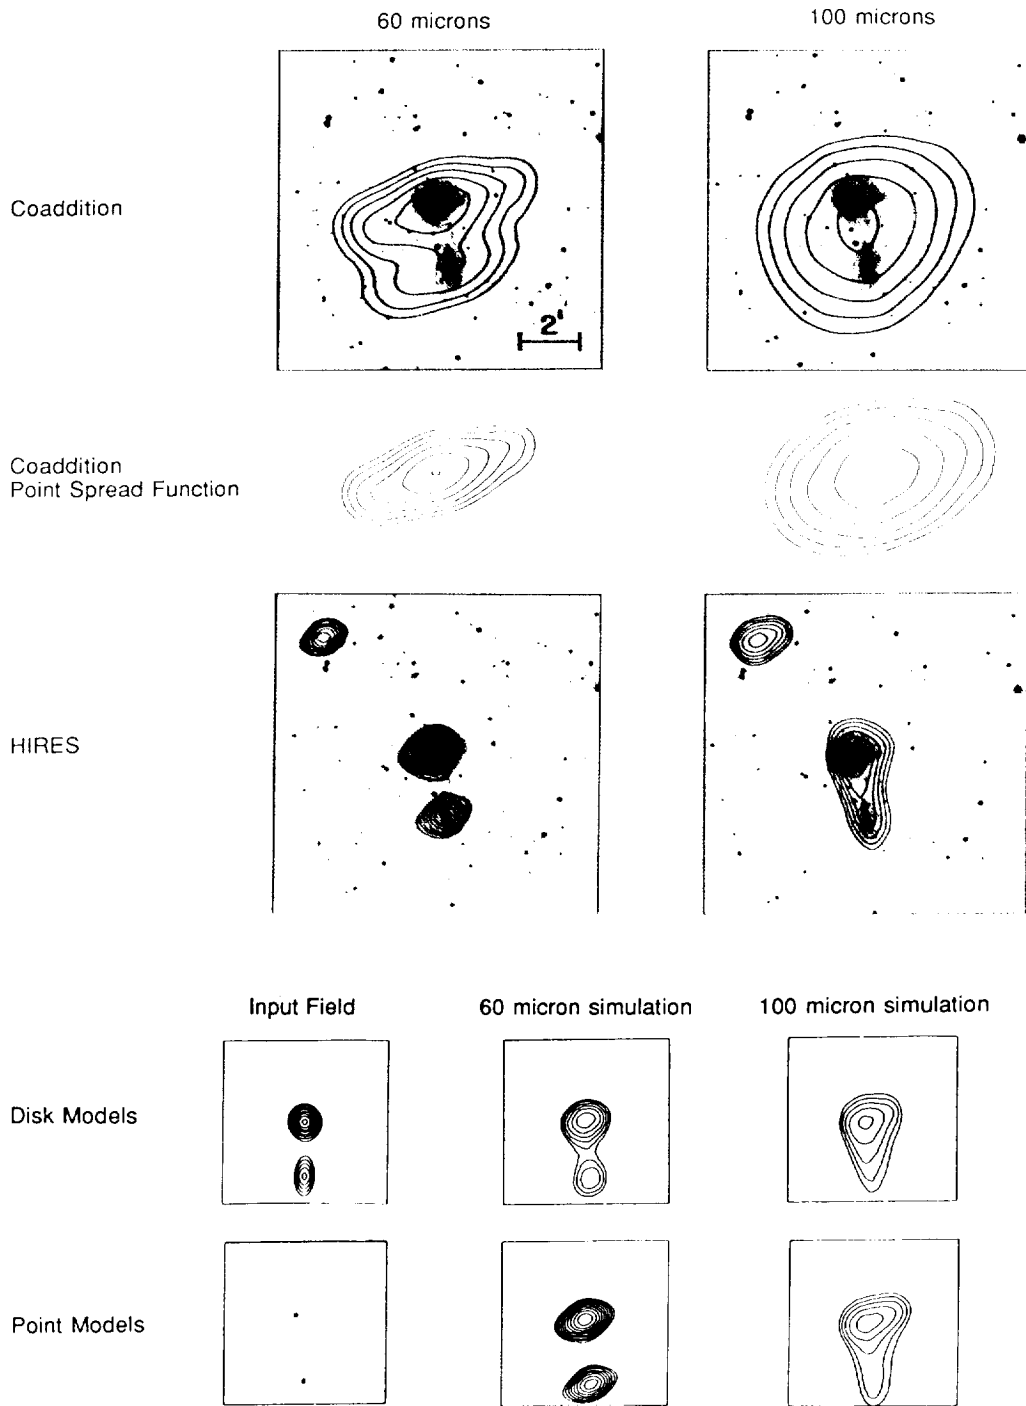 60 microns
100 microns
Coaddition
2'
Coaddition
Point Spread Function
HIRES
Input Field
60 micron simulation
100 micron simulation
Disk Models
Point Models